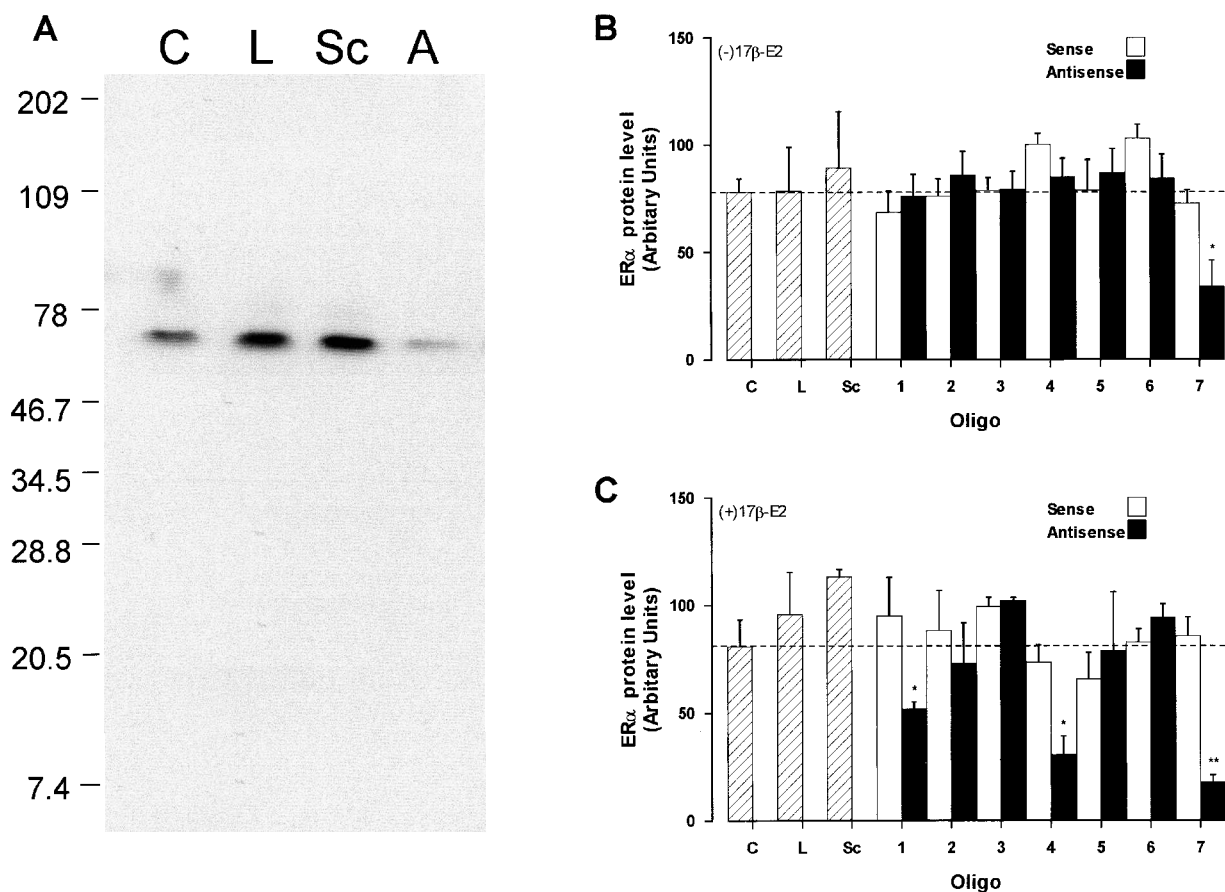 A
C L Sc A
202
109
78
46.7
34.5
28.8
20.5
7.4
B
(-)17β-E2
Sense
Antisense
150
100
50
0
ERα protein level
(Arbitary Units)
*
C L Sc 1 2 3 4 5 6 7
Oligo
C
(+)17β-E2
Sense
Antisense
150
100
50
0
ERα protein level
(Arbitary Units)
*
*
**
C L Sc 1 2 3 4 5 6 7
Oligo